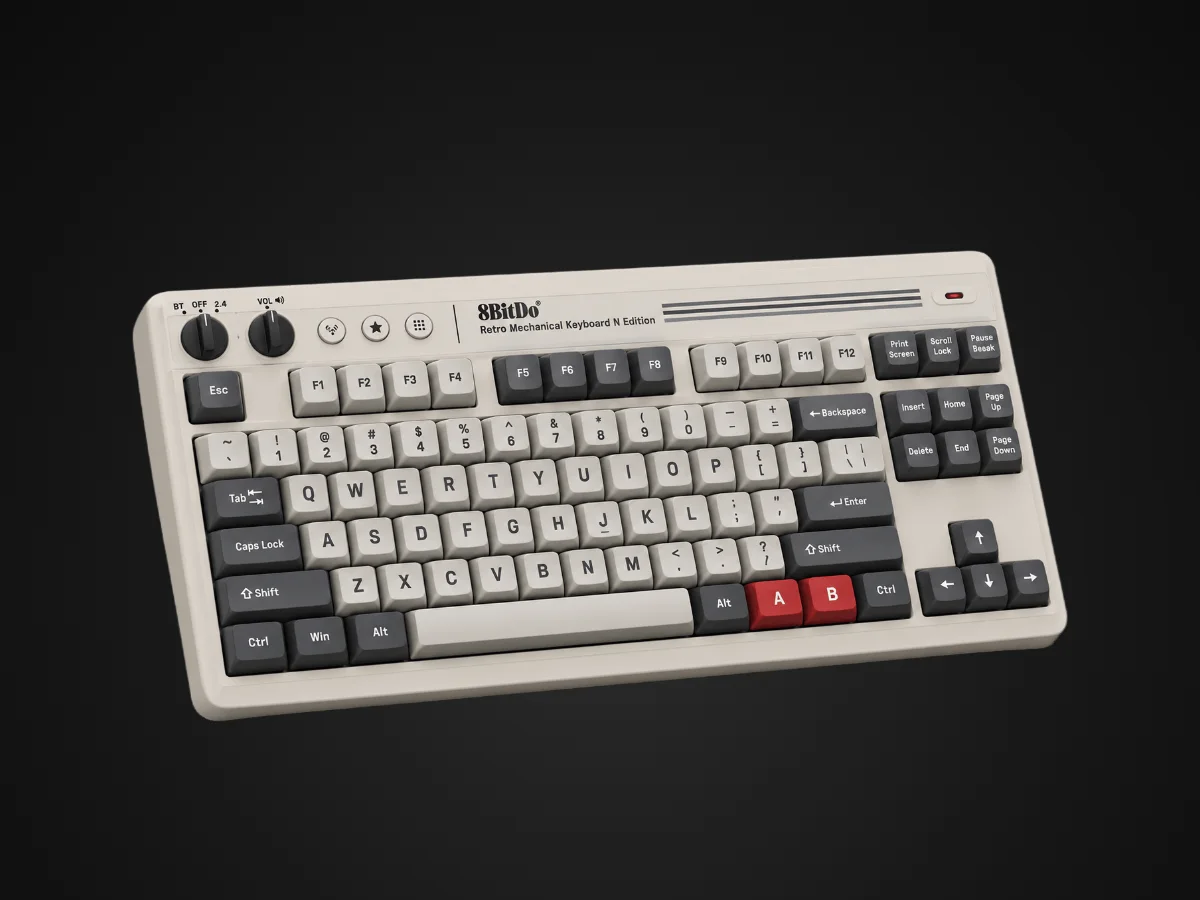 BT OFF 2.4 VOL
8BitDo®
Retro Mechanical Keyboard N Edition
Esc F1 F2 F3 F4 F5 F6 F7 F8 F9 F10 F11 F12 Print Screen Scroll Lock Pause Break
~ ` ! 1 @ 2 # 3 $ 4 % 5 ^ 6 & 7 * 8 ( 9 ) 0 — - + = ←Backspace Insert Home Page Up
Tab Q W E R T Y U I O P { [ } ] ¦ \ | Delete End Page Down
Caps Lock A S D F G H J K L : ; " ' Enter
⇧ Shift Z X C V B N M < , > . ? / ⇧ Shift ↑
Ctrl Win Alt Alt A B Ctrl ← ↓ →